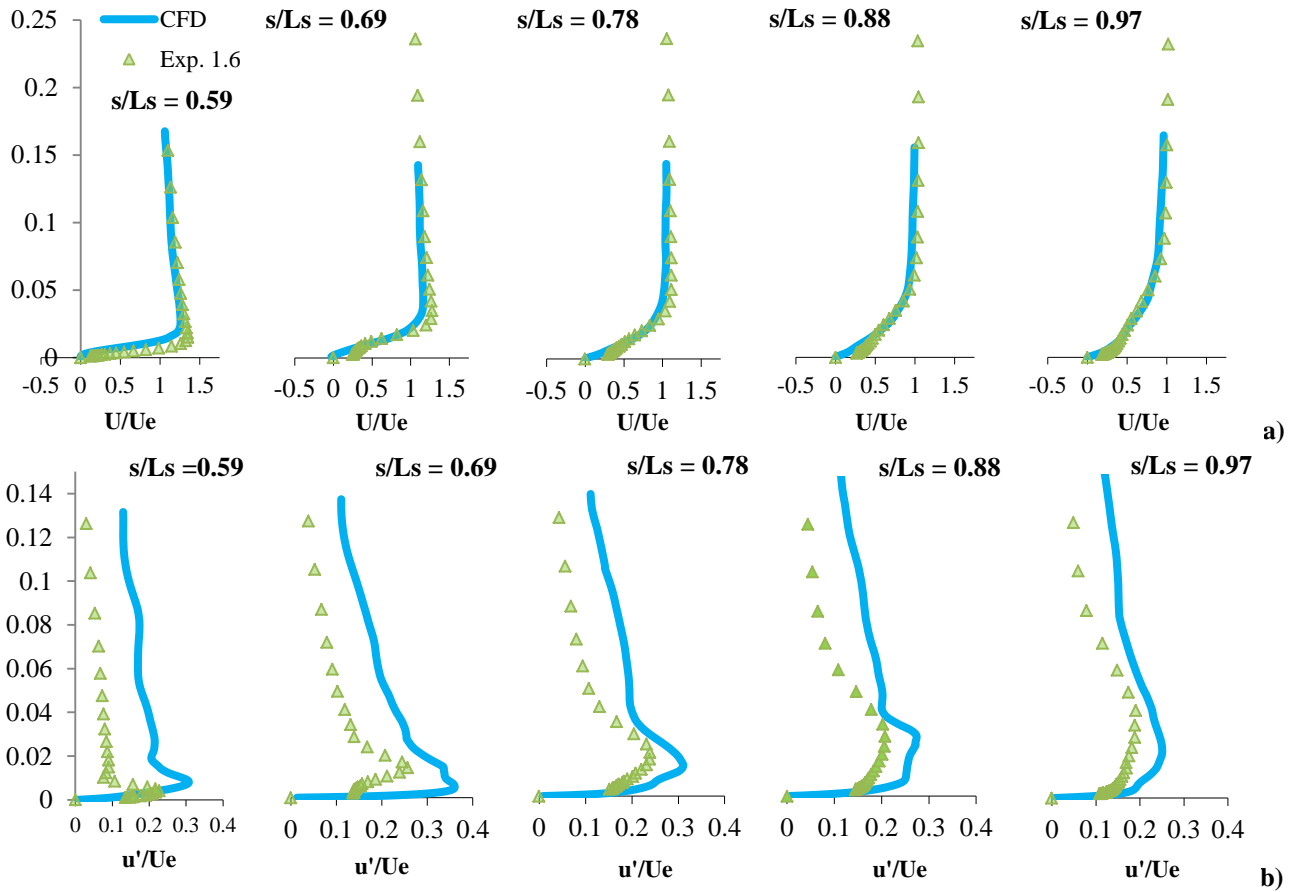 CFD
Exp. 1.6
s/Ls = 0.59
s/Ls = 0.69
s/Ls = 0.78
s/Ls = 0.88
s/Ls = 0.97
0.25
0.2
0.15
0.1
0.05
0
-0.5 0 0.5 1 1.5
-0.5 0 0.5 1 1.5
-0.5 0 0.5 1 1.5
-0.5 0 0.5 1 1.5
-0.5 0 0.5 1 1.5
U/Ue
U/Ue
U/Ue
U/Ue
U/Ue
a)
s/Ls =0.59
s/Ls = 0.69
s/Ls = 0.78
s/Ls = 0.88
s/Ls = 0.97
0.14
0.12
0.1
0.08
0.06
0.04
0.02
0
0 0.1 0.2 0.3 0.4
0 0.1 0.2 0.3 0.4
0 0.1 0.2 0.3 0.4
0 0.1 0.2 0.3 0.4
0 0.1 0.2 0.3 0.4
u'/Ue
u'/Ue
u'/Ue
u'/Ue
u'/Ue
b)